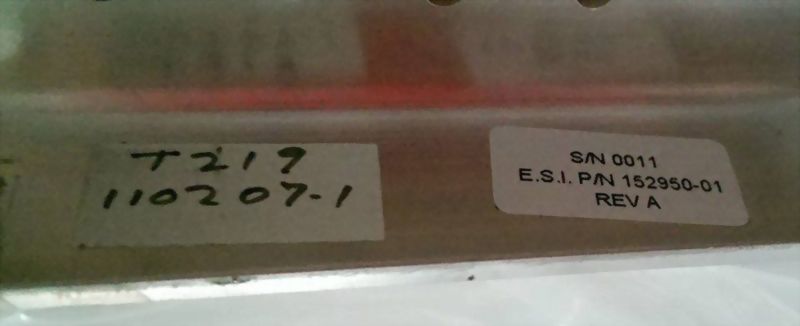 T219
110207-1
S/N 0011
E.S.I. P/N 152950-01
REV A